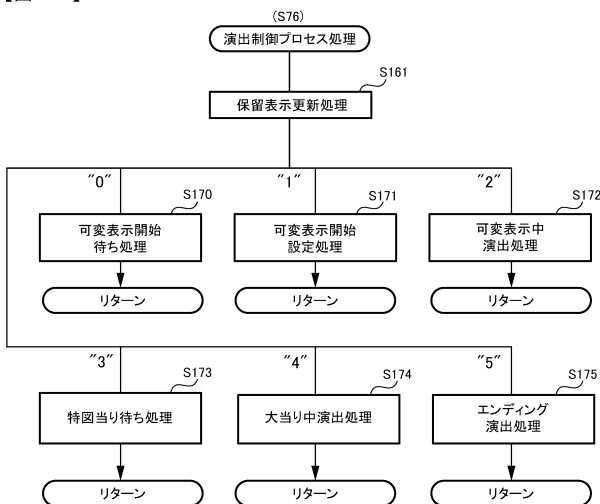 (S76)
演出制御プロセス処理
S161
保留表示更新処理
"0"
"1"
"2"
S170
S171
S172
可変表示開始
待ち処理
可変表示開始
設定処理
可変表示中
演出処理
リターン
リターン
リターン
"3"
"4"
"5"
S173
S174
S175
特図当り待ち処理
大当り中演出処理
エンディング
演出処理
リターン
リターン
リターン